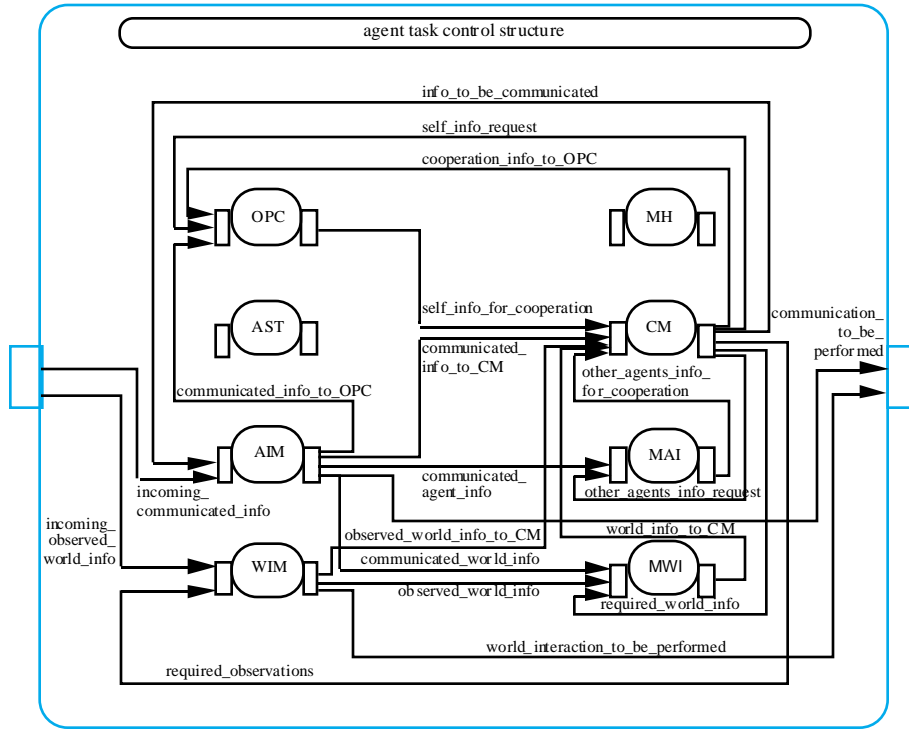 agent task control structure
info_to_be_communicated
self_info_request
cooperation_info_to_OPC
OPC
MH
self_info_for_cooperation
AST
CM
communication_
to_be_
performed
communicated_
info_to_CM
other_agents_info_
for_cooperation
communicated_info_to_OPC
AIM
MAI
communicated_
agent_info
other_agents_info_request
incoming_
communicated_info
incoming_
observed_
world_info
observed_world_info_to_CM
world_info_to_CM
communicated_world_info
WIM
MWI
observed_world_info
required_world_info
world_interaction_to_be_performed
required_observations